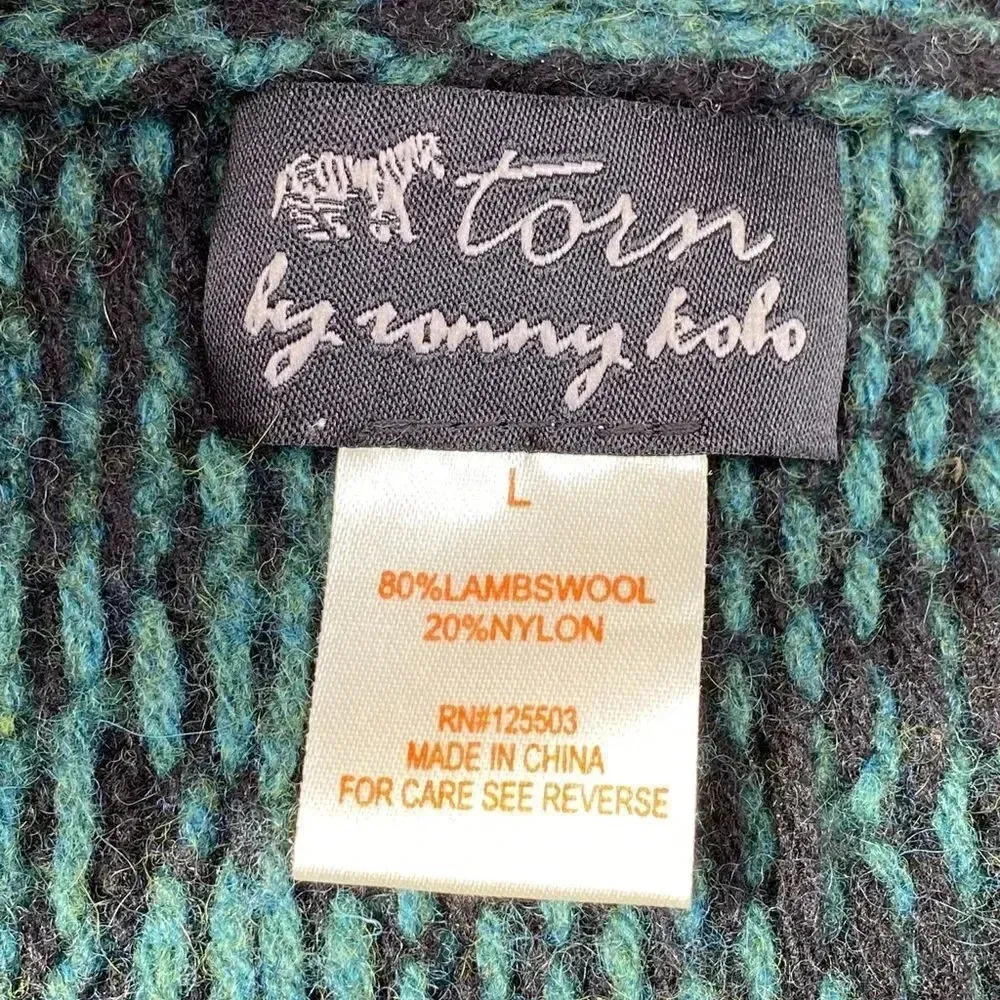 torn
by ronny kobo
L
80%LAMBSWOOL
20%NYLON
RN#125503
MADE IN CHINA
FOR CARE SEE REVERSE